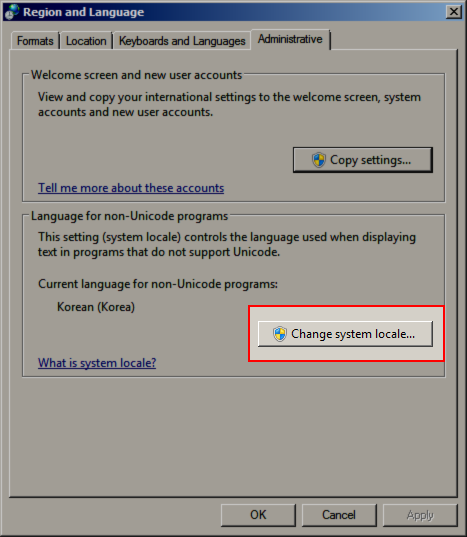 Region and Language
Formats
Location
Keyboards and Languages
Administrative
Welcome screen and new user accounts
View and copy your international settings to the welcome screen, system
accounts and new user accounts.
Copy settings...
Tell me more about these accounts
Language for non-Unicode programs
This setting (system locale) controls the language used when displaying
text in programs that do not support Unicode.
Current language for non-Unicode programs:
Korean (Korea)
Change system locale...
What is system locale?
OK
Cancel
Apply